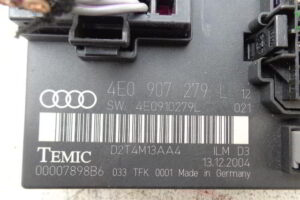 4E0 907 279 L 12
SW. 4E0910279L 021
D2T4M13AA4 ILM D3
TEMIC 13.12.2004
00007898B6 033 TFK 0001 Made in Germany